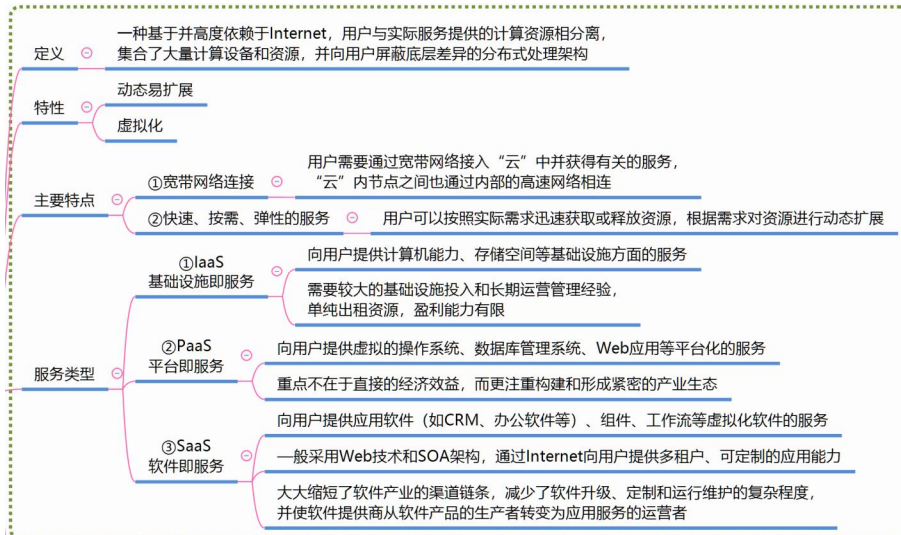 定义
一种基于并高度依赖于Internet，用户与实际服务提供的计算资源相分离，
集合了大量计算设备和资源，并向用户屏蔽底层差异的分布式处理架构
特性
动态易扩展
虚拟化
主要特点
①宽带网络连接
用户需要通过宽带网络接入“云”中并获得有关的服务，
“云”内节点之间也通过内部的高速网络相连
②快速、按需、弹性的服务
用户可以按照实际需求迅速获取或释放资源，根据需求对资源进行动态扩展
服务类型
①IaaS
基础设施即服务
向用户提供计算机能力、存储空间等基础设施方面的服务
需要较大的基础设施投入和长期运营管理经验，
单纯出租资源，盈利能力有限
②PaaS
平台即服务
向用户提供虚拟的操作系统、数据库管理系统、Web应用等平台化的服务
重点不在于直接的经济效益，而更注重构建和形成紧密的产业生态
③SaaS
软件即服务
向用户提供应用软件（如CRM、办公软件等）、组件、工作流等虚拟化软件的服务
一般采用Web技术和SOA架构，通过Internet向用户提供多租户、可定制的应用能力
大大缩短了软件产业的渠道链条，减少了软件升级、定制和运行维护的复杂程度，
并使软件提供商从软件产品的生产者转变为应用服务的运营者